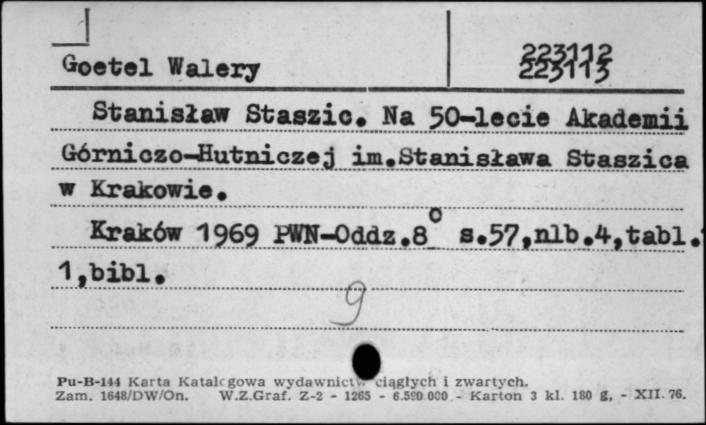 223112
223113
Goetel Walery
Stanisław Staszic. Na 50-lecie Akademii
Górniczo-Hutniczej im.Stanisława Staszica
w Krakowie.
Kraków 1969 PWN-Oddz.8° s.57,nlb.4,tabl.
1,bibl.
9
Pu-B-144 Karta Katalogowa wydawnictw ciągłych i zwartych.
Zam. 1648/DW/On. W.Z.Graf. Z-2 - 1265 - 6.500 000 - Karton 3 kl. 180 g, - XII. 76.